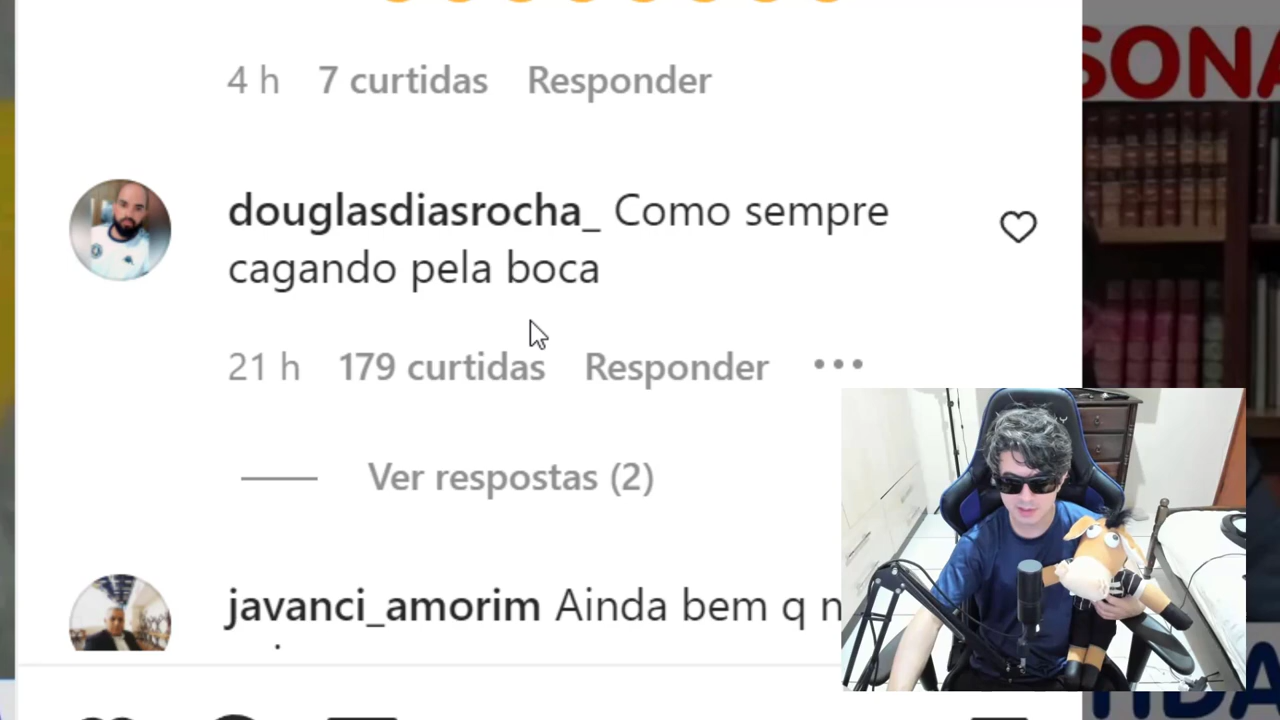 SONA
4 h 7 curtidas Responder
douglasdiasrocha_ Como sempre
cagando pela boca
21 h 179 curtidas Responder •••
Ver respostas (2)
javanci_amorim Ainda bem q n